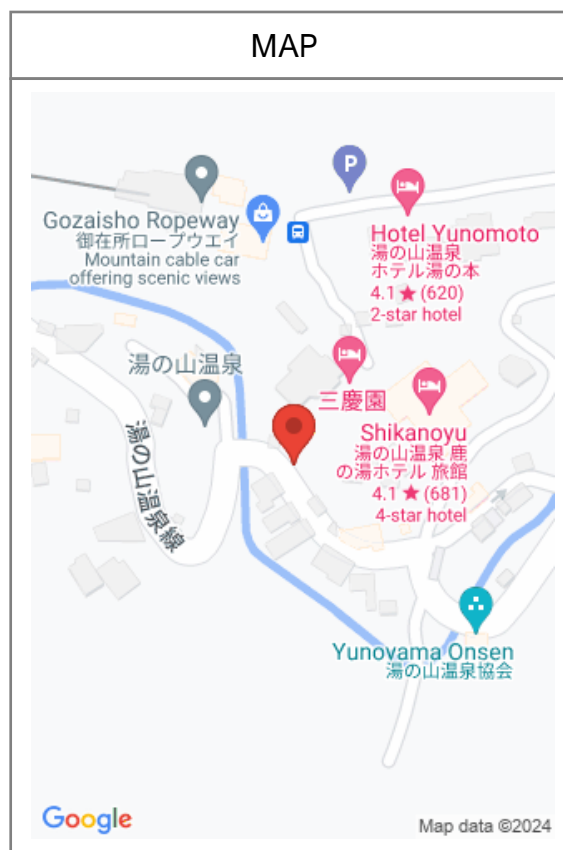 MAP
P
Gozaisho Ropeway
御在所ロープウエイ
Mountain cable car
offering scenic views
Hotel Yunomoto
湯の山温泉
ホテル湯の本
4.1★(620)
2-star hotel
湯の山温泉
三慶園
Shikanoyu
湯の山温泉 鹿
の湯ホテル 旅館
4.1★(681)
4-star hotel
湯の山温泉線
Yunoyama Onsen
湯の山温泉協会
Google
Map data ©2024